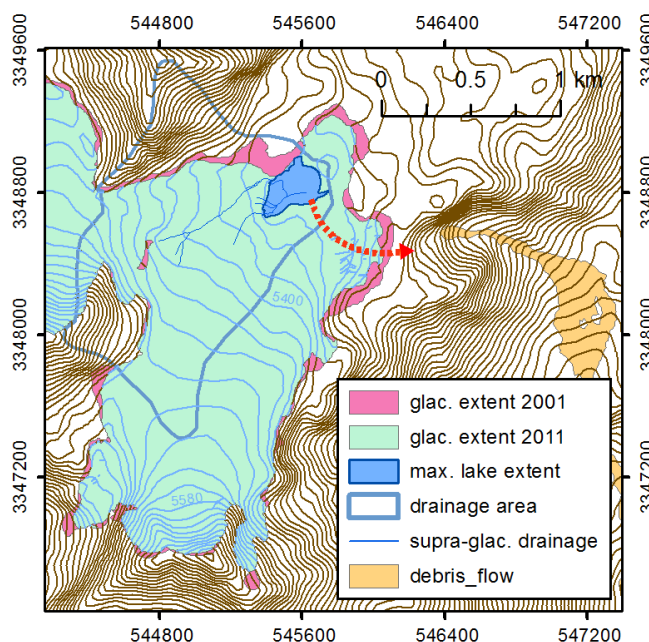 544800 545600 546400 547200
3349600 3349600
0 0.5 1 km
3348800 3348800
5400
3348000 3348000
glac. extent 2001
glac. extent 2011
max. lake extent
3347200 3347200
5580
drainage area
supra-glac. drainage
debris_flow
544800 545600 546400 547200